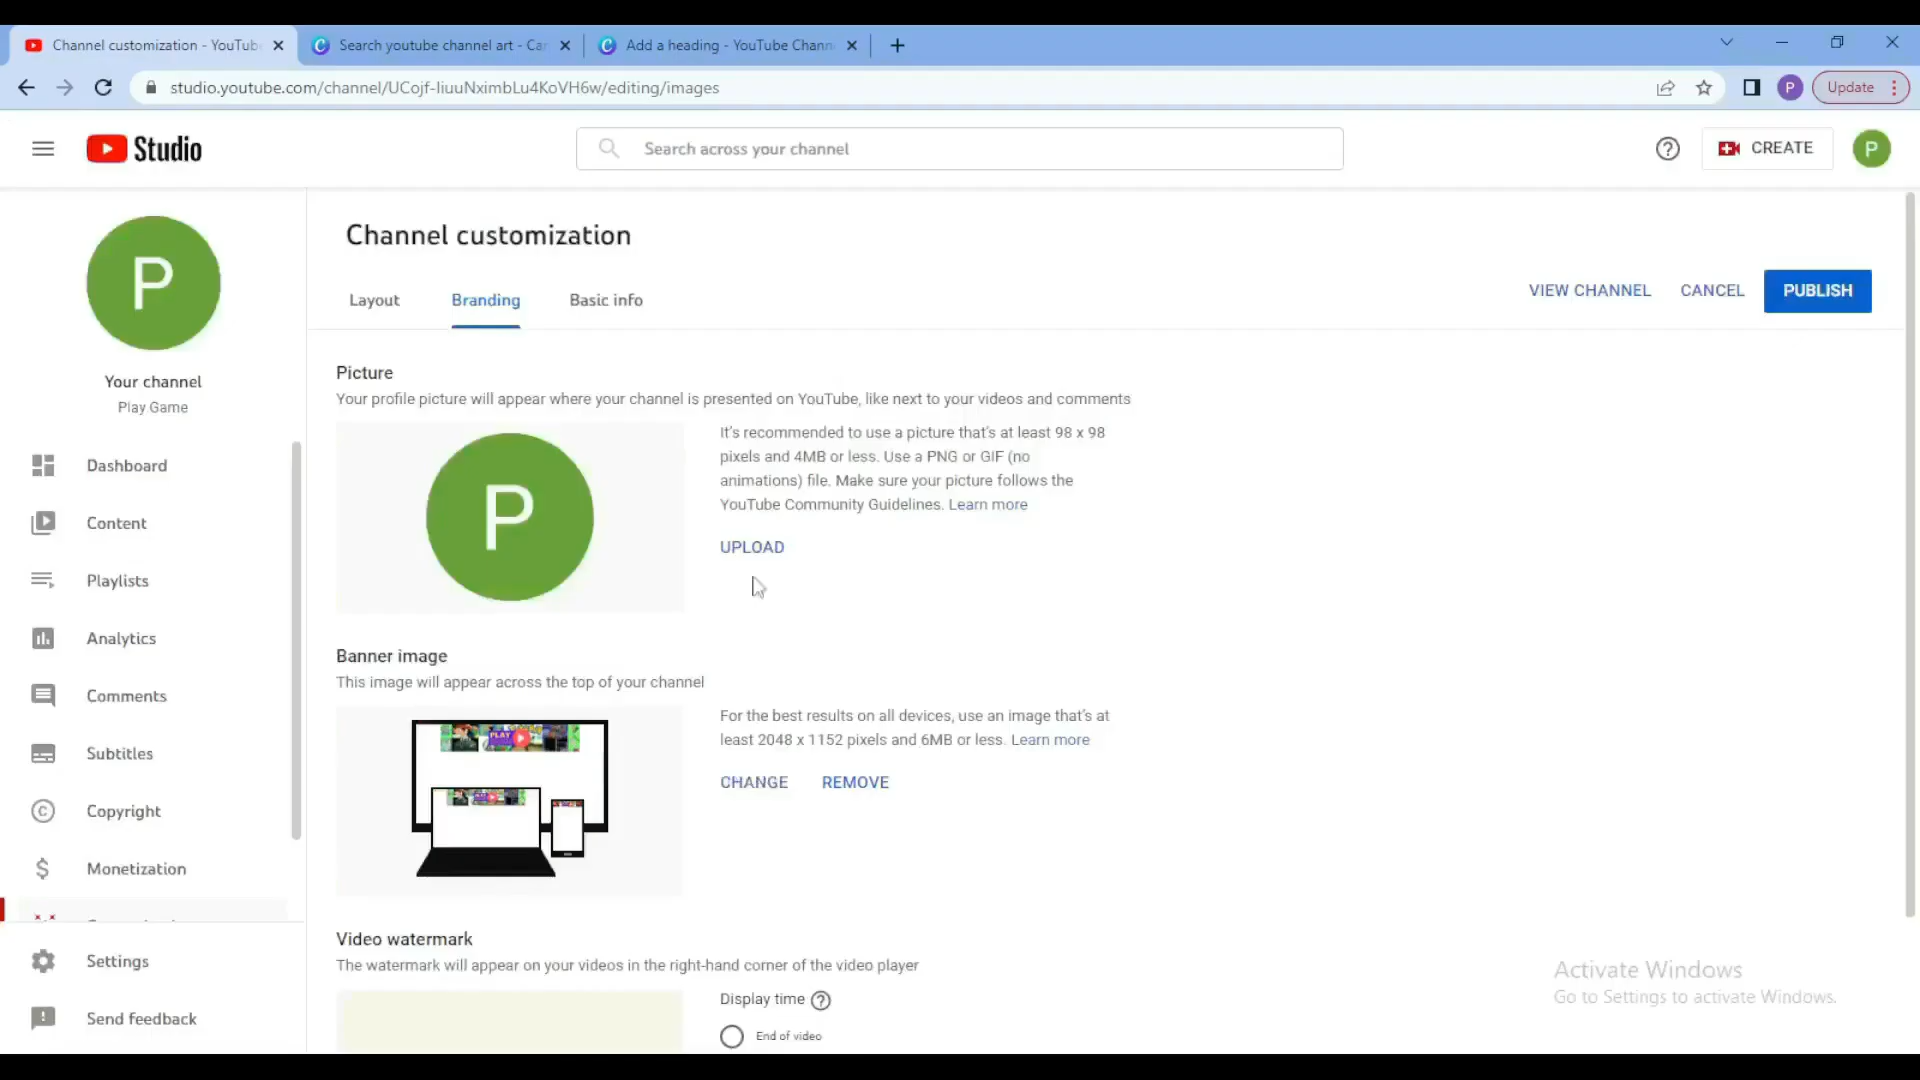 Channel customization - YouTub
Search youtube channel art - Can
Add a heading - YouTube Chann
studio.youtube.com/channel/UCojf-liuuNximbLu4KoVH6w/editing/images
P
Update
Studio
Search across your channel
CREATE
P
P
Your channel
Play Game
Dashboard
Content
Playlists
Analytics
Comments
Subtitles
Copyright
Monetization
Settings
Send feedback
Channel customization
Layout
Branding
Basic info
VIEW CHANNEL
CANCEL
PUBLISH
Picture
Your profile picture will appear where your channel is presented on YouTube, like next to your videos and comments
P
It's recommended to use a picture that's at least 98 x 98
pixels and 4MB or less. Use a PNG or GIF (no
animations) file. Make sure your picture follows the
YouTube Community Guidelines. Learn more
UPLOAD
Banner image
This image will appear across the top of your channel
PLAY
For the best results on all devices, use an image that's at
least 2048 x 1152 pixels and 6MB or less. Learn more
CHANGE
REMOVE
Video watermark
The watermark will appear on your videos in the right-hand corner of the video player
Display time
End of video
Activate Windows
Go to Settings to activate Windows.